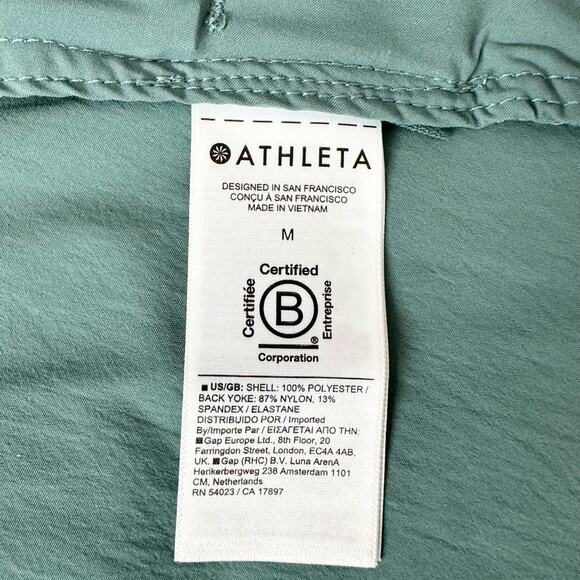 ATHLETA
DESIGNED IN SAN FRANCISCO
CONÇU À SAN FRANCISCO
MADE IN VIETNAM
M
Certified
Certifiée
B
Entreprise
®
Corporation
US/GB: SHELL: 100% POLYESTER /
BACK YOKE: 87% NYLON, 13%
SPANDEX / ELASTANE
DISTRIBUIDO POR / Imported
By/Importe Par / ΕΙΣΑΓΕΤΑΙ ΑΠΟ ΤΗΝ:
Gap Europe Ltd., 8th Floor, 20
Farringdon Street, London, EC4A 4AB,
UK. Gap (RHC) B.V. Luna ArenA
Herikerbergweg 238 Amsterdam 1101
CM, Netherlands
RN 54023 / CA 17897